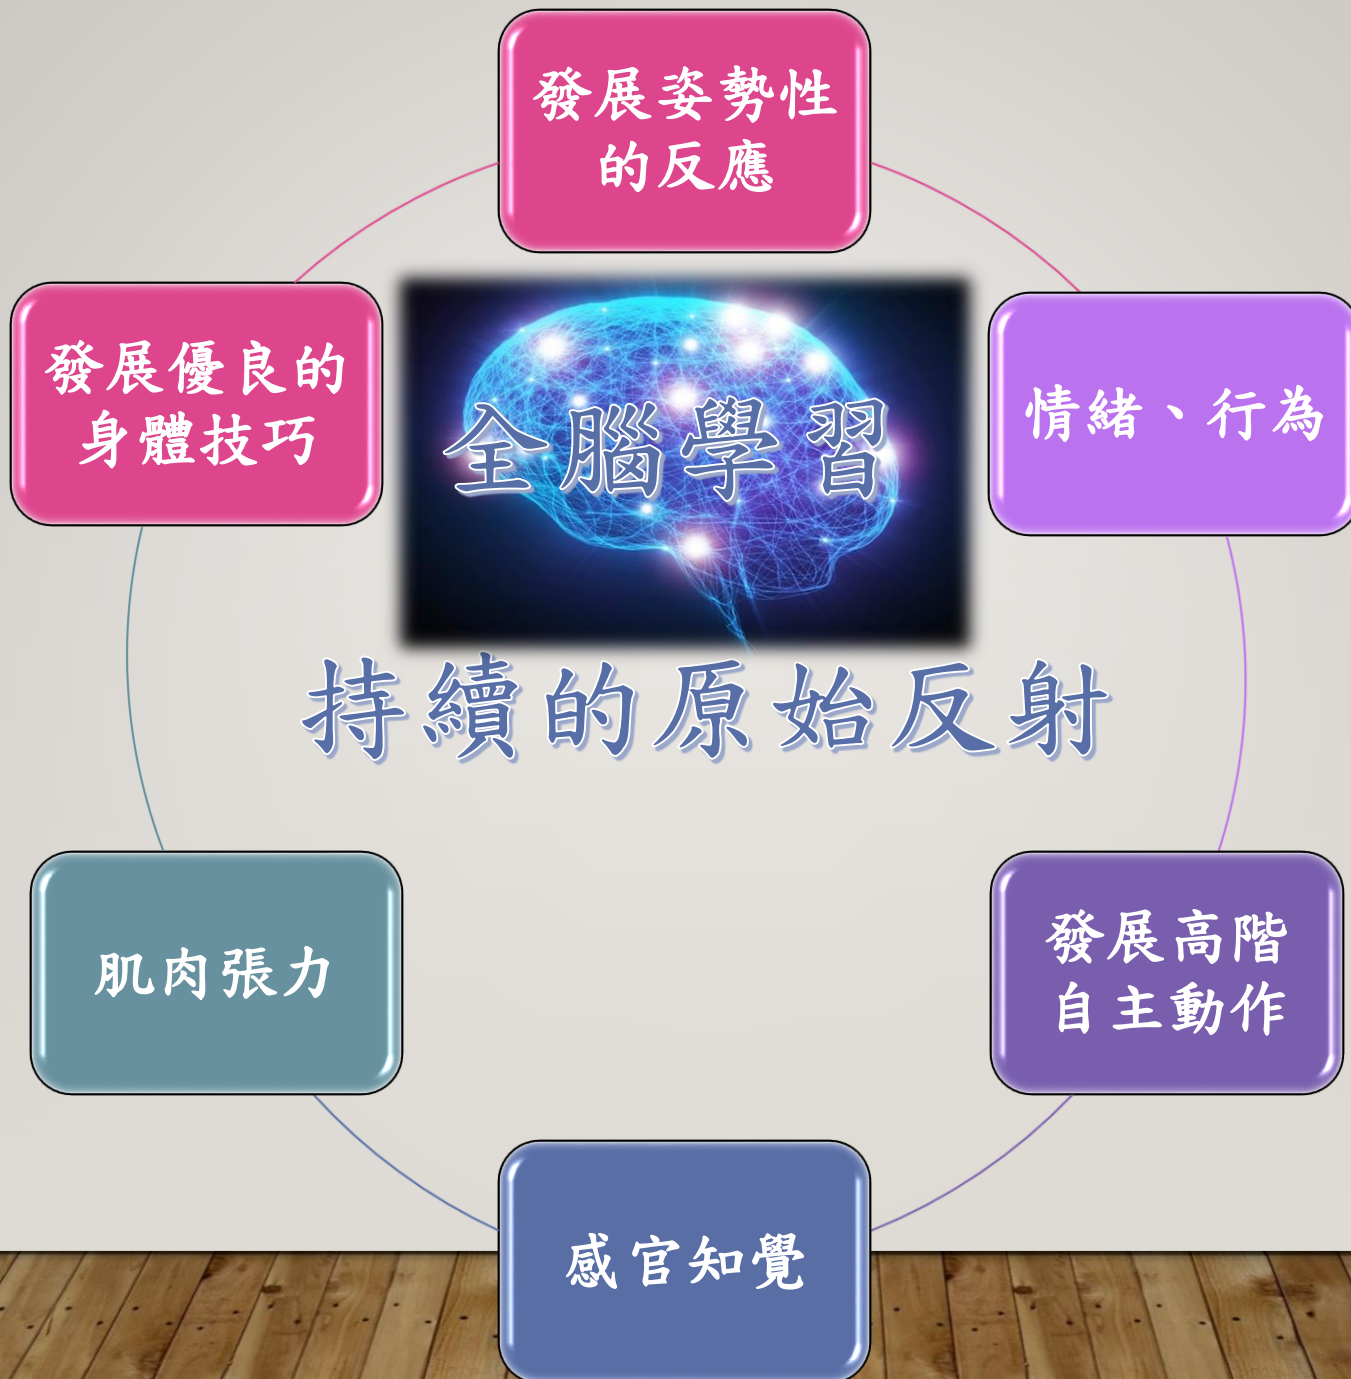 發展姿勢性
的反應
發展優良的
身體技巧
全腦學習
情緒、行為
持續的原始反射
肌肉張力
發展高階
自主動作
感官知覺